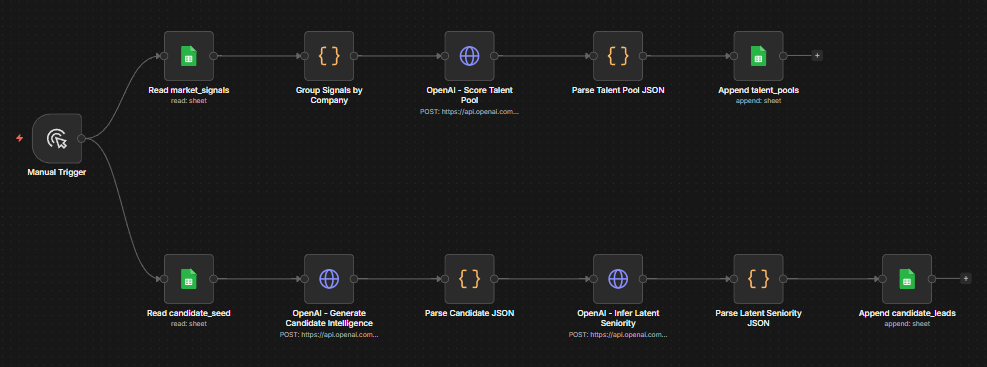 Read market_signals
read: sheet
Group Signals by
Company
OpenAI - Score Talent
Pool
POST: https://api.openai.com...
Parse Talent Pool JSON
Append talent_pools
append: sheet
Manual Trigger
Read candidate_seed
read: sheet
OpenAI - Generate
Candidate Intelligence
POST: https://api.openai.com...
Parse Candidate JSON
OpenAI - Infer Latent
Seniority
POST: https://api.openai.com...
Parse Latent Seniority
JSON
Append candidate_leads
append: sheet